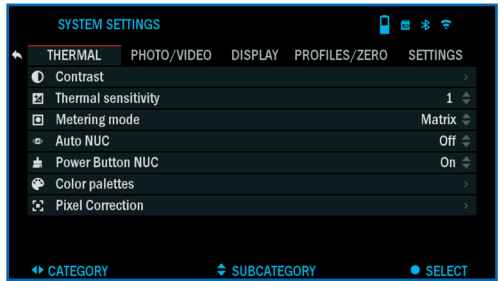 SYSTEM SETTINGS
THERMAL PHOTO/VIDEO DISPLAY PROFILES/ZERO SETTINGS
Contrast
Thermal sensitivity 1
Metering mode Matrix
Auto NUC Off
Power Button NUC On
Color palettes
Pixel Correction
CATEGORY SUBCATEGORY SELECT